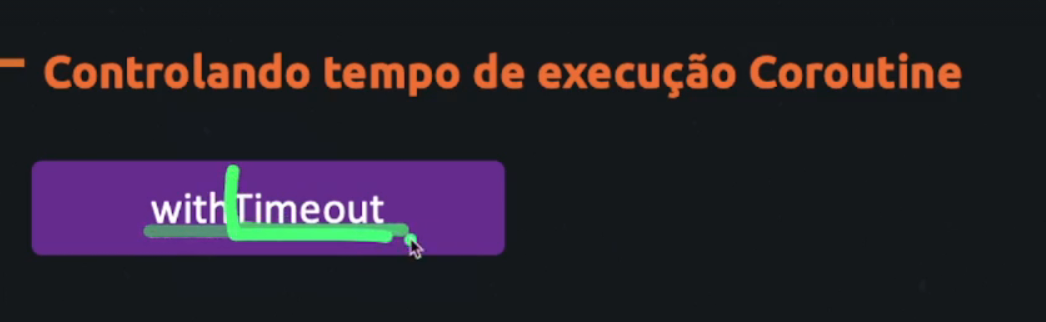 Controlando tempo de execução Coroutine
withTimeout